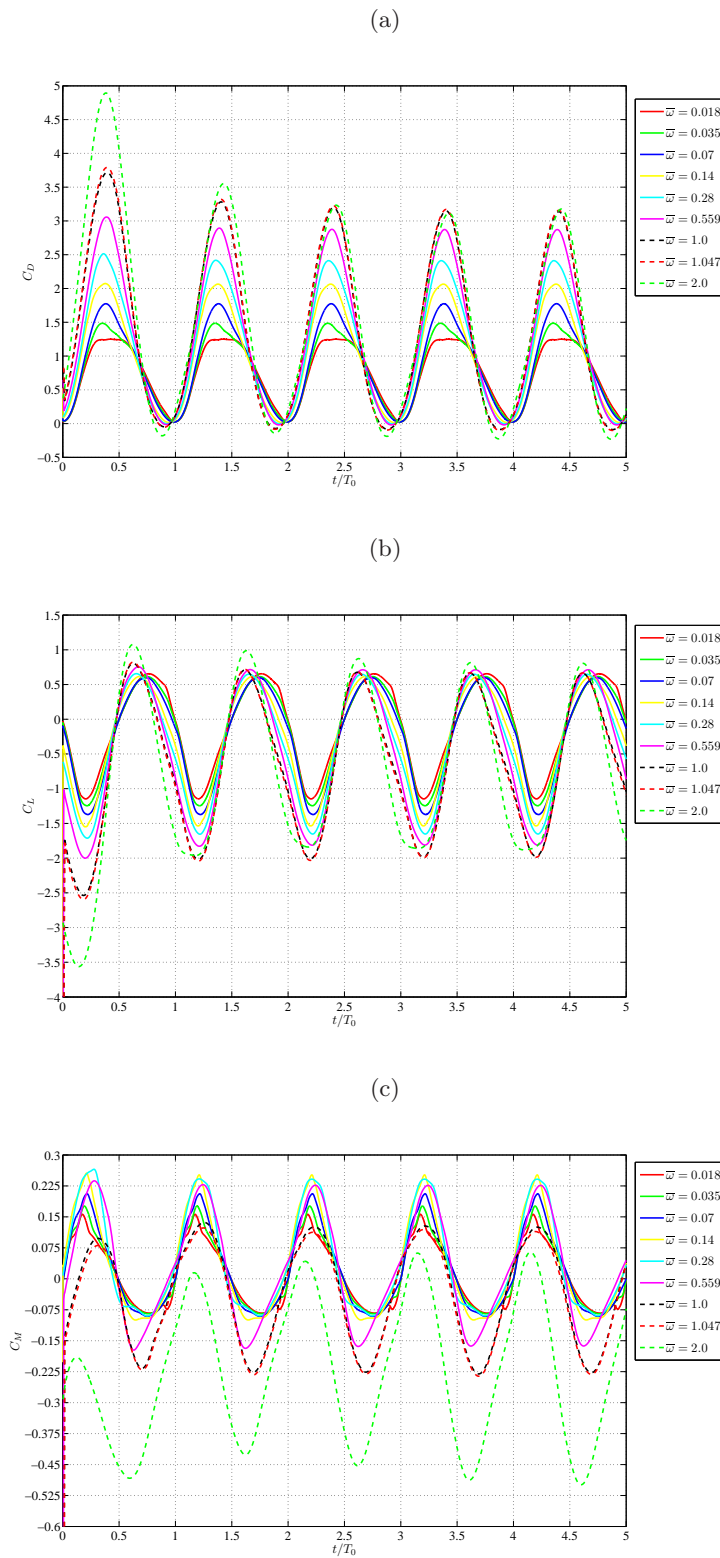 (a)
5
4.5
4
3.5
3
2.5
2
1.5
1
0.5
0
−0.5
C_D
0 0.5 1 1.5 2 2.5 3 3.5 4 4.5 5
t/T_0
ω̅ = 0.018
ω̅ = 0.035
ω̅ = 0.07
ω̅ = 0.14
ω̅ = 0.28
ω̅ = 0.559
ω̅ = 1.0
ω̅ = 1.047
ω̅ = 2.0
(b)
1.5
1
0.5
0
−0.5
−1
−1.5
−2
−2.5
−3
−3.5
−4
C_L
0 0.5 1 1.5 2 2.5 3 3.5 4 4.5 5
t/T_0
ω̅ = 0.018
ω̅ = 0.035
ω̅ = 0.07
ω̅ = 0.14
ω̅ = 0.28
ω̅ = 0.559
ω̅ = 1.0
ω̅ = 1.047
ω̅ = 2.0
(c)
0.3
0.225
0.15
0.075
0
−0.075
−0.15
−0.225
−0.3
−0.375
−0.45
−0.525
−0.6
C_M
0 0.5 1 1.5 2 2.5 3 3.5 4 4.5 5
t/T_0
ω̅ = 0.018
ω̅ = 0.035
ω̅ = 0.07
ω̅ = 0.14
ω̅ = 0.28
ω̅ = 0.559
ω̅ = 1.0
ω̅ = 1.047
ω̅ = 2.0